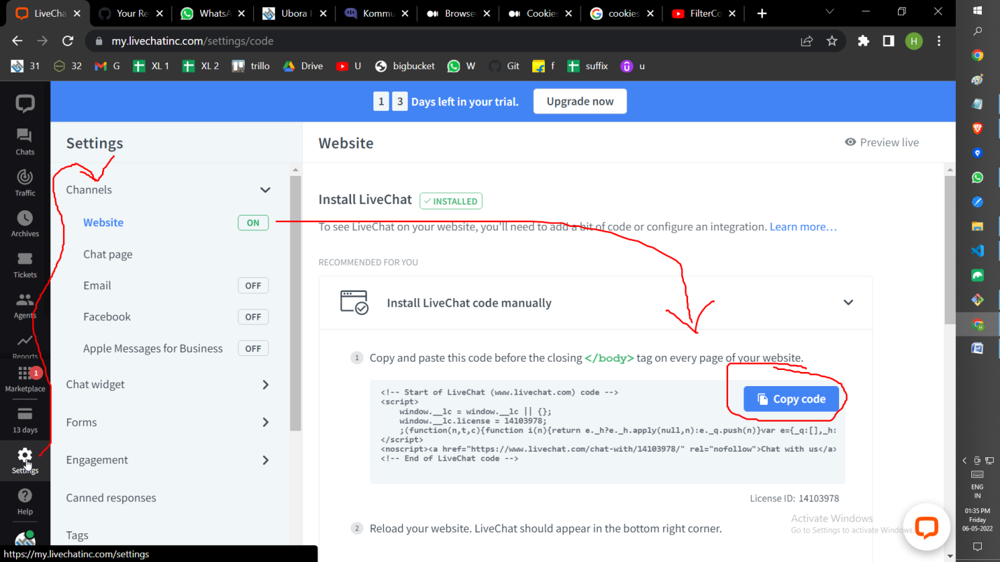 LiveCha
Your Re
WhatsA
Ubora
Kommu
Browser
Cookies
cookies
FilterCo
my.livechatinc.com/settings/code
H
31
32
G
XL 1
XL 2
trillo
Drive
U
bigbucket
W
Git
f
suffix
u
1 3 Days left in your trial.
Upgrade now
Chats
Traffic
Archives
Tickets
Agents
Reports
1
Marketplace
13 days
Settings
Help
Settings
Channels
Website ON
Chat page
Email OFF
Facebook OFF
Apple Messages for Business OFF
Chat widget
Forms
Engagement
Canned responses
Tags
https://my.livechatinc.com/settings
Website
Preview live
Install LiveChat INSTALLED
To see LiveChat on your website, you'll need to add a bit of code or configure an integration. Learn more…
RECOMMENDED FOR YOU
Install LiveChat code manually
1 Copy and paste this code before the closing </body> tag on every page of your website.
Copy code
<!-- Start of LiveChat (www.livechat.com) code -->
<script>
window.__lc = window.__lc || {};
window.__lc.license = 14103978;
;(function(n,t,c){function i(n){return e._h?e._h.apply(null,n):e._q.push(n)}var e={_q:[],_h:
</script>
<noscript><a href="https://www.livechat.com/chat-with/14103978/" rel="nofollow">Chat with us</a>
<!-- End of LiveChat code -->
License ID: 14103978
2 Reload your website. LiveChat should appear in the bottom right corner.
Activate Windows
Go to Settings to activate Windows.
ENG
IN
01:35 PM
Friday
06-05-2022